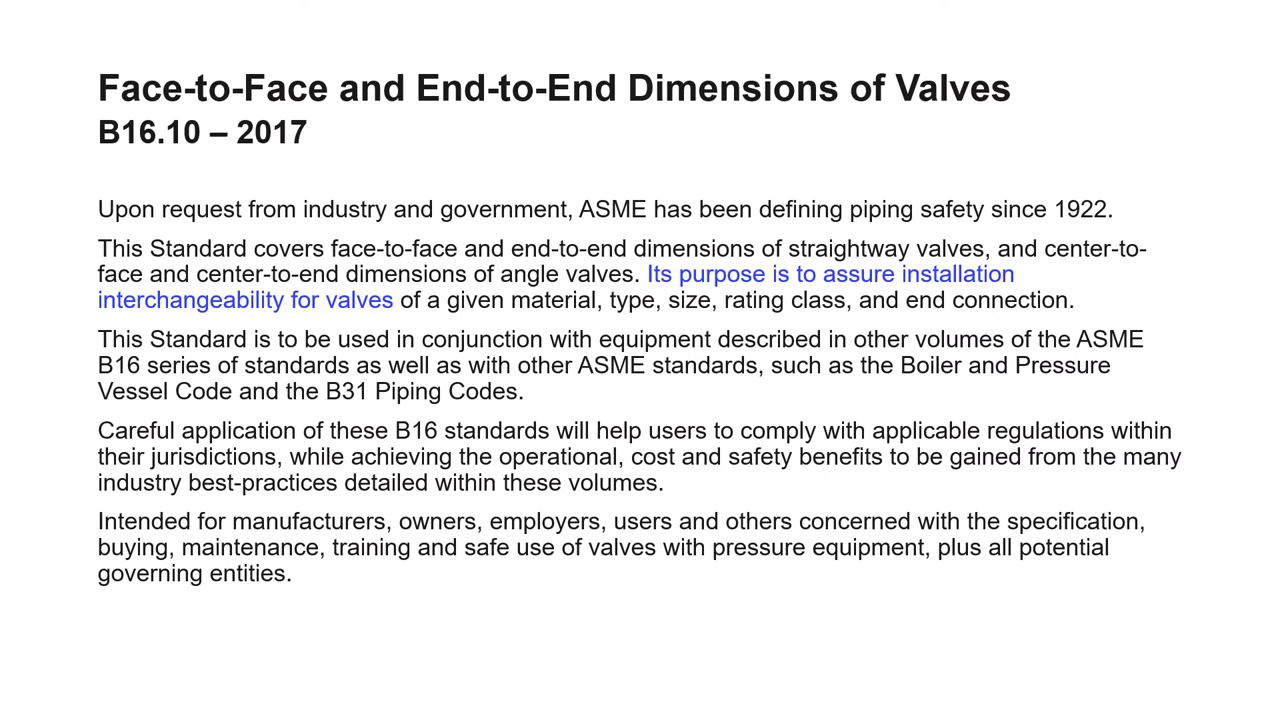 Face-to-Face and End-to-End Dimensions of Valves
B16.10 – 2017
Upon request from industry and government, ASME has been defining piping safety since 1922.
This Standard covers face-to-face and end-to-end dimensions of straightway valves, and center-to-
face and center-to-end dimensions of angle valves. Its purpose is to assure installation
interchangeability for valves of a given material, type, size, rating class, and end connection.
This Standard is to be used in conjunction with equipment described in other volumes of the ASME
B16 series of standards as well as with other ASME standards, such as the Boiler and Pressure
Vessel Code and the B31 Piping Codes.
Careful application of these B16 standards will help users to comply with applicable regulations within
their jurisdictions, while achieving the operational, cost and safety benefits to be gained from the many
industry best-practices detailed within these volumes.
Intended for manufacturers, owners, employers, users and others concerned with the specification,
buying, maintenance, training and safe use of valves with pressure equipment, plus all potential
governing entities.